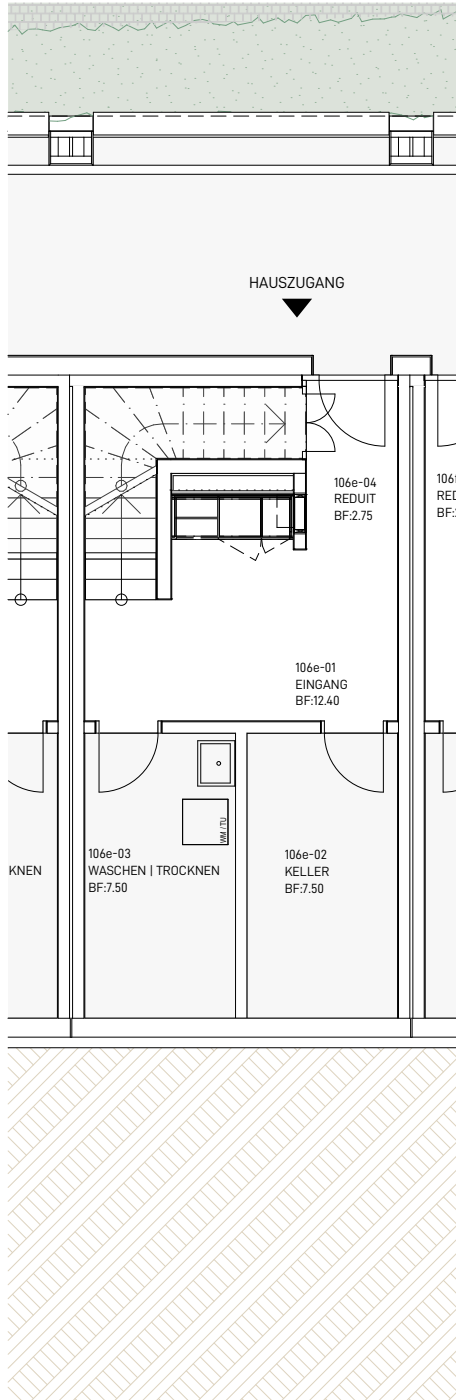 HAUSZUGANG
106e-04
REDUIT
BF:2.75
106e-01
EINGANG
BF:12.40
WM /TU
106e-03
WASCHEN | TROCKNEN
BF:7.50
106e-02
KELLER
BF:7.50
KNEN